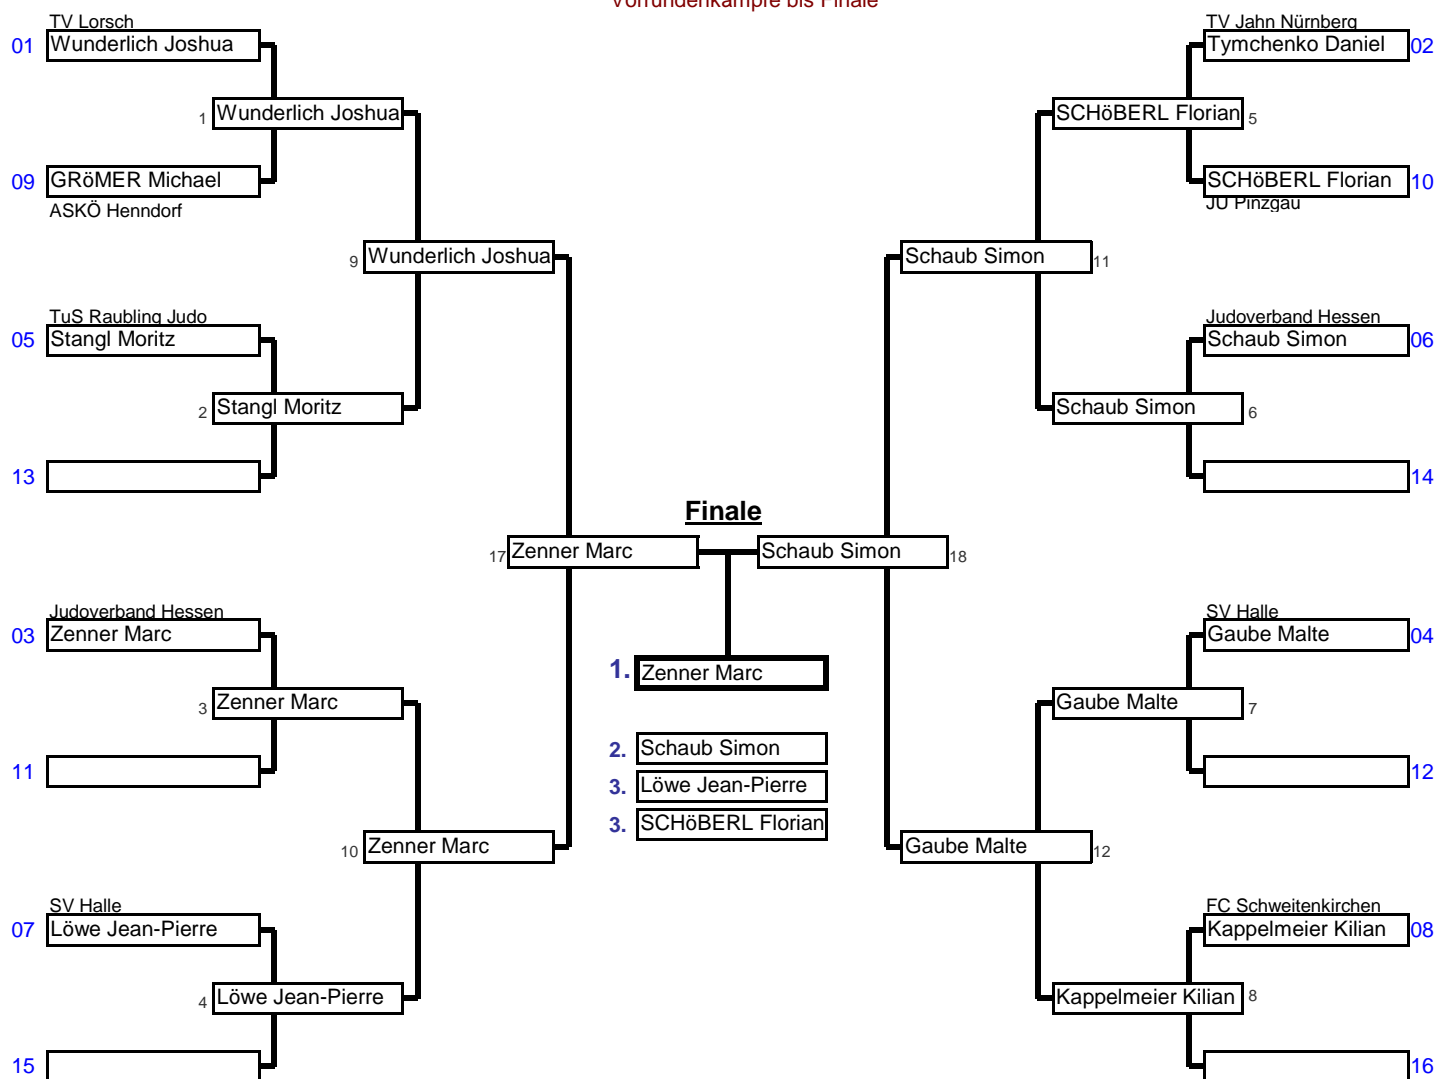 Vorrundenkämpfe bis Finale
TV Lorsch
01 Wunderlich Joshua
1 Wunderlich Joshua
09 GRöMER Michael
ASKÖ Henndorf
9 Wunderlich Joshua
TuS Raubling Judo
05 Stangl Moritz
2 Stangl Moritz
13
17 Zenner Marc
Judoverband Hessen
03 Zenner Marc
3 Zenner Marc
11
10 Zenner Marc
SV Halle
07 Löwe Jean-Pierre
4 Löwe Jean-Pierre
15
Finale
1. Zenner Marc
2. Schaub Simon
3. Löwe Jean-Pierre
3. SCHöBERL Florian
TV Jahn Nürnberg
Tymchenko Daniel 02
SCHöBERL Florian 5
SCHöBERL Florian 10
JU Pinzgau
Schaub Simon 11
Judoverband Hessen
Schaub Simon 06
Schaub Simon 6
14
Schaub Simon 18
SV Halle
Gaube Malte 04
Gaube Malte 7
12
Gaube Malte 12
FC Schweitenkirchen
Kappelmeier Kilian 08
Kappelmeier Kilian 8
16